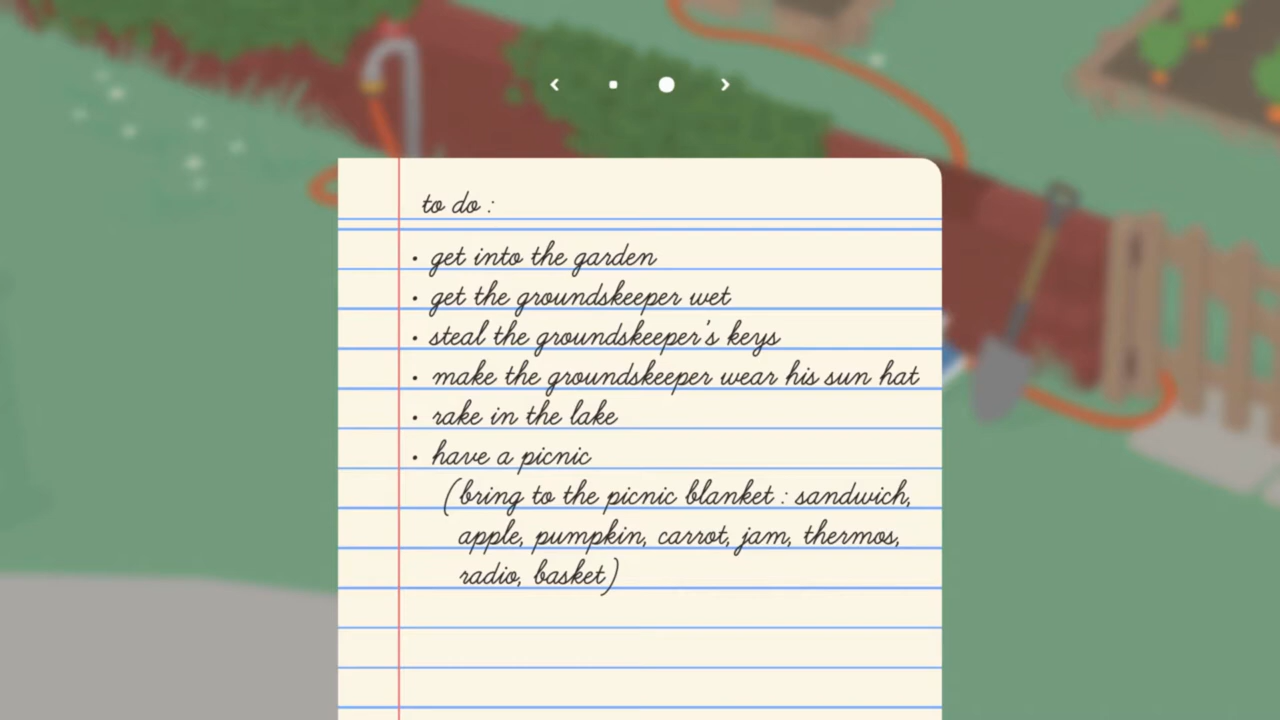 to do :
• get into the garden
• get the groundskeeper wet
• steal the groundskeeper's keys
• make the groundskeeper wear his sun hat
• rake in the lake
• have a picnic
(bring to the picnic blanket : sandwich,
apple, pumpkin, carrot, jam, thermos,
radio, basket)